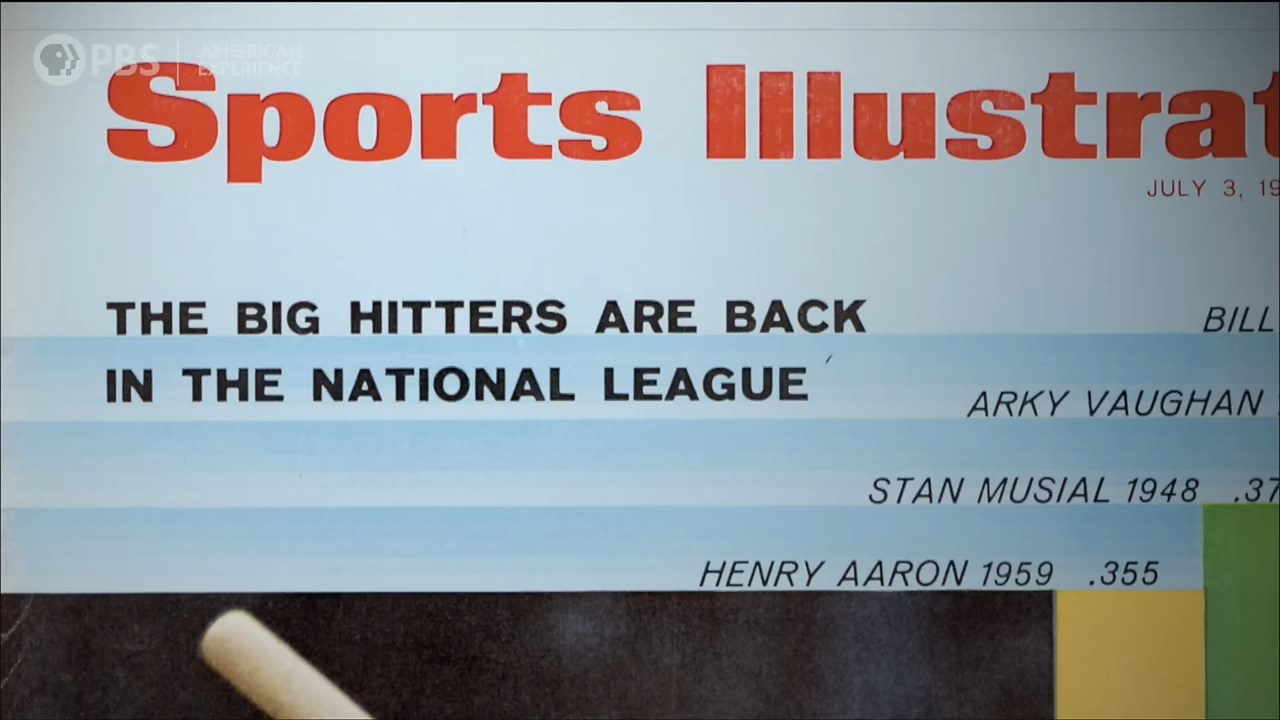 PBS AMERICAN EXPERIENCE
Sports Illustrat
JULY 3, 19
THE BIG HITTERS ARE BACK
IN THE NATIONAL LEAGUE
BILL
ARKY VAUGHAN
STAN MUSIAL 1948 .37
HENRY AARON 1959 .355